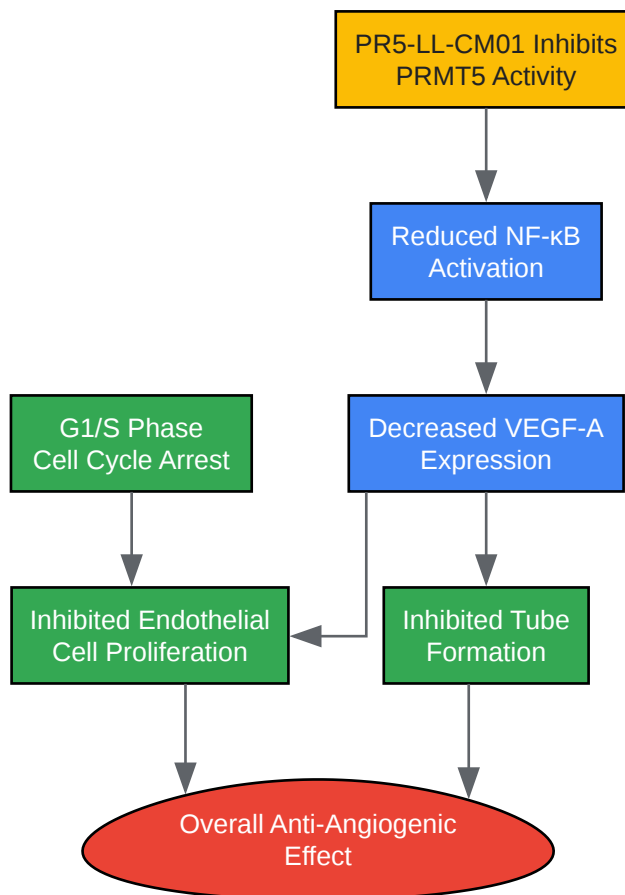 PR5-LL-CM01 Inhibits
PRMT5 Activity
Reduced NF-κB
Activation
G1/S Phase
Cell Cycle Arrest
Decreased VEGF-A
Expression
Inhibited Endothelial
Cell Proliferation
Inhibited Tube
Formation
Overall Anti-Angiogenic
Effect